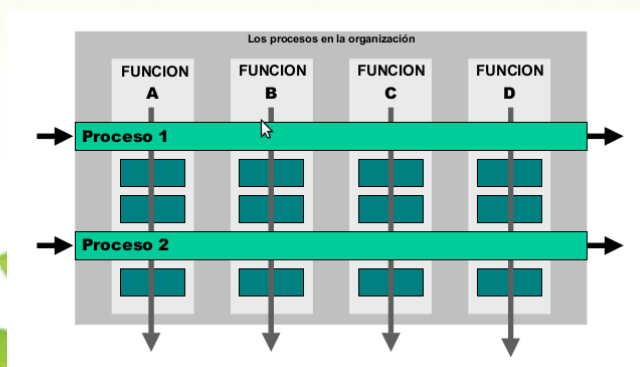 Los procesos en la organización
FUNCION
A
FUNCION
B
FUNCION
C
FUNCION
D
Proceso 1
Proceso 2